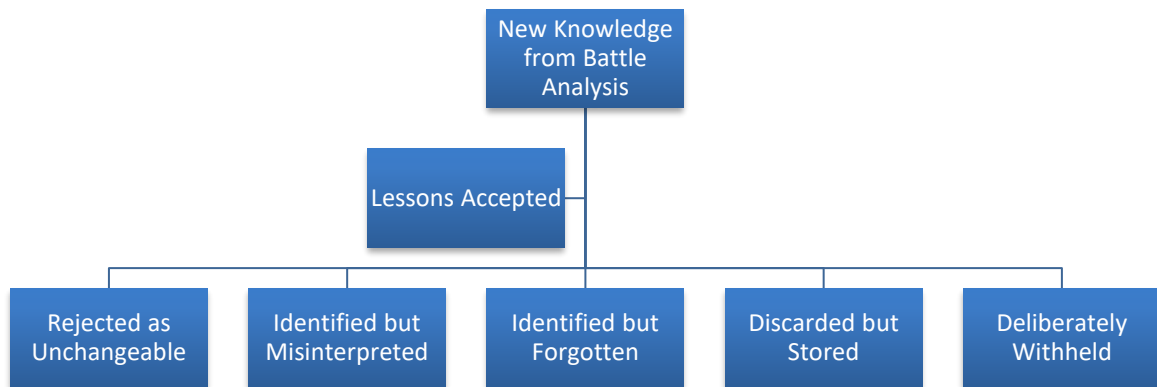 New Knowledge
from Battle
Analysis
Lessons Accepted
Rejected as
Unchangeable
Identified but
Misinterpreted
Identified but
Forgotten
Discarded but
Stored
Deliberately
Withheld